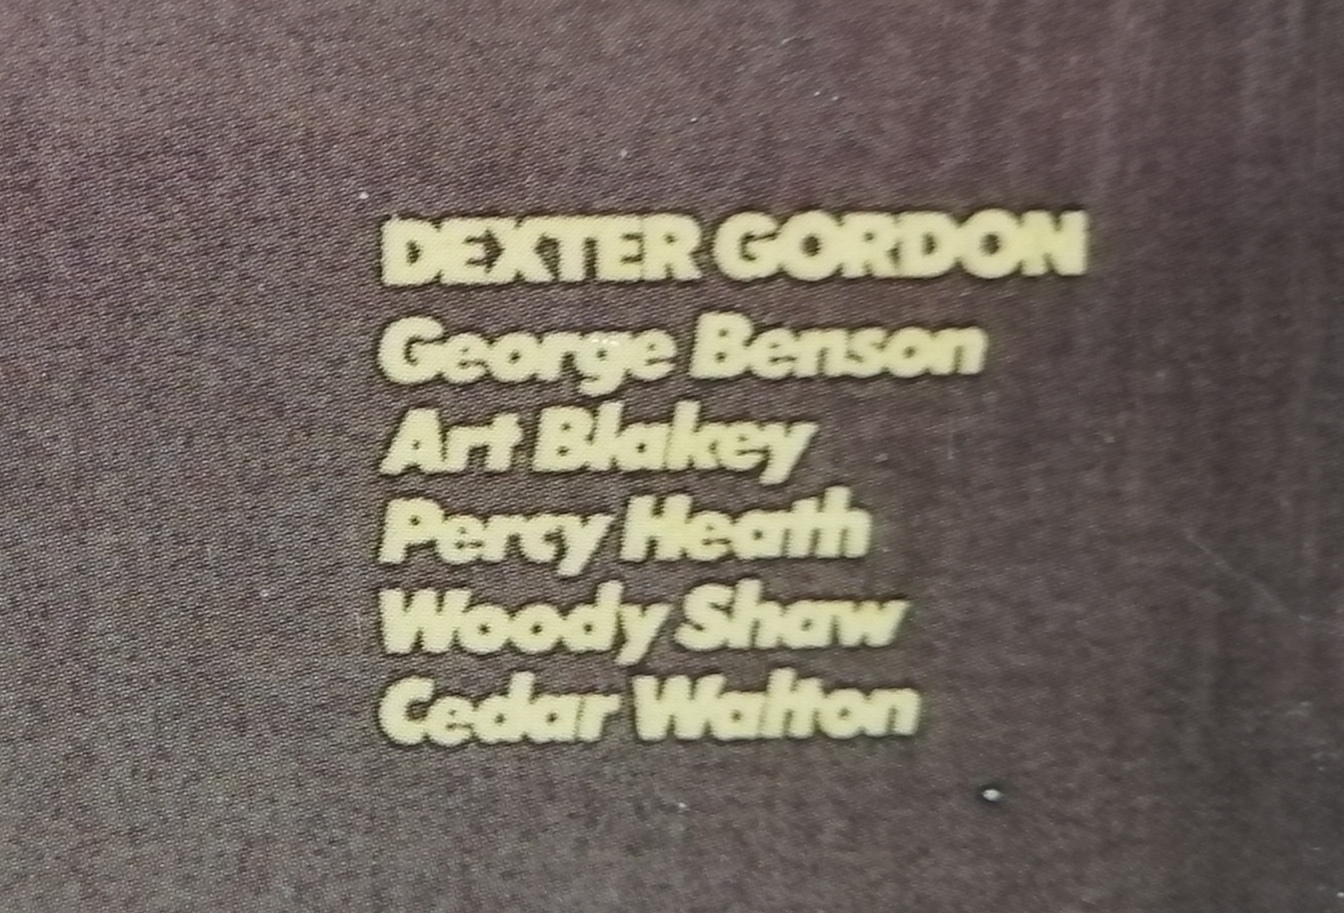 DEXTER GORDON
George Benson
Art Blakey
Percy Heath
Woody Shaw
Cedar Walton